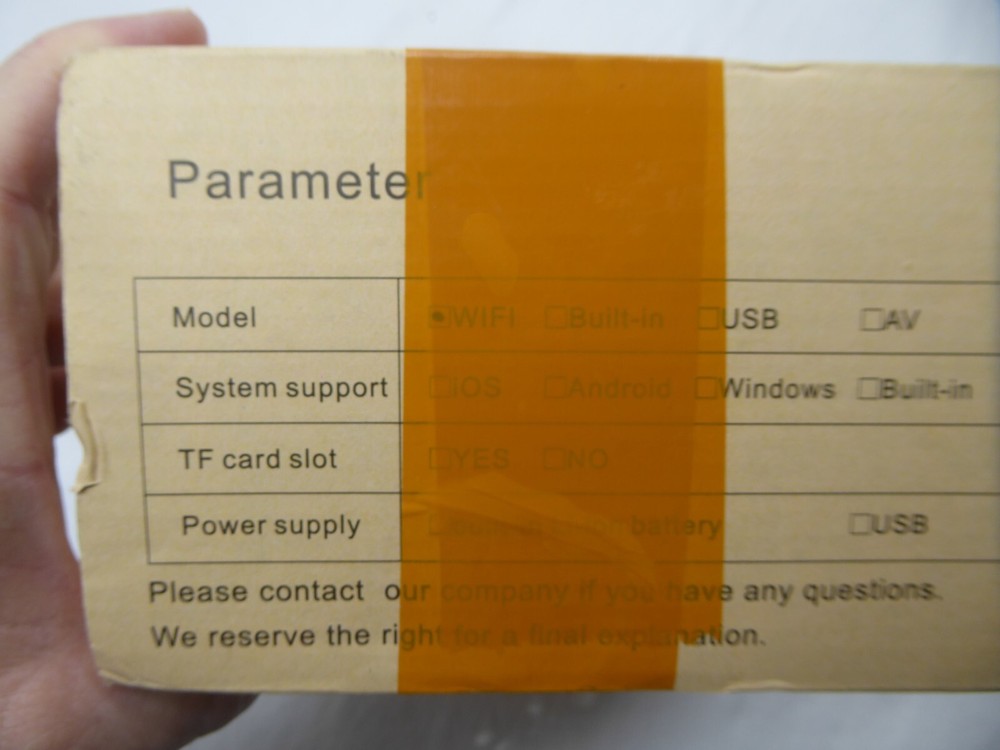 Parameter
Model WIFI Built-in USB AV
System support IOS Android Windows Built-in
TF card slot YES NO
Power supply battery USB
Please contact our company if you have any questions.
We reserve the right for a final explanation.